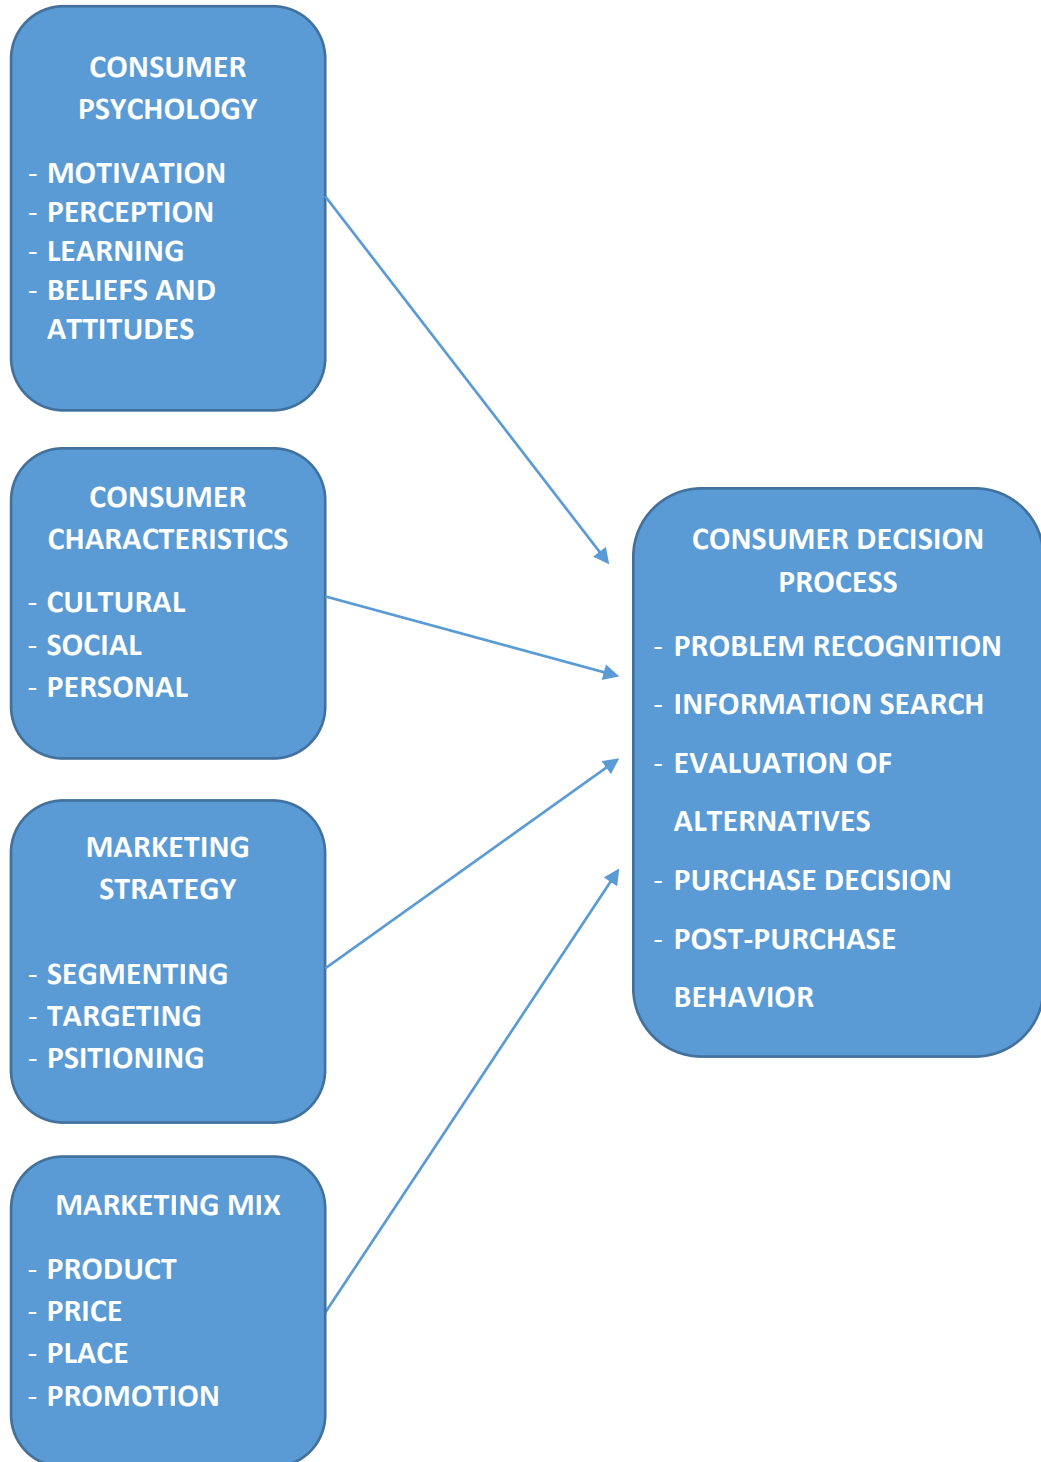 CONSUMER
PSYCHOLOGY
- MOTIVATION
- PERCEPTION
- LEARNING
- BELIEFS AND
ATTITUDES
CONSUMER
CHARACTERISTICS
- CULTURAL
- SOCIAL
- PERSONAL
MARKETING
STRATEGY
- SEGMENTING
- TARGETING
- PSITIONING
MARKETING MIX
- PRODUCT
- PRICE
- PLACE
- PROMOTION
CONSUMER DECISION
PROCESS
- PROBLEM RECOGNITION
- INFORMATION SEARCH
- EVALUATION OF
ALTERNATIVES
- PURCHASE DECISION
- POST-PURCHASE
BEHAVIOR